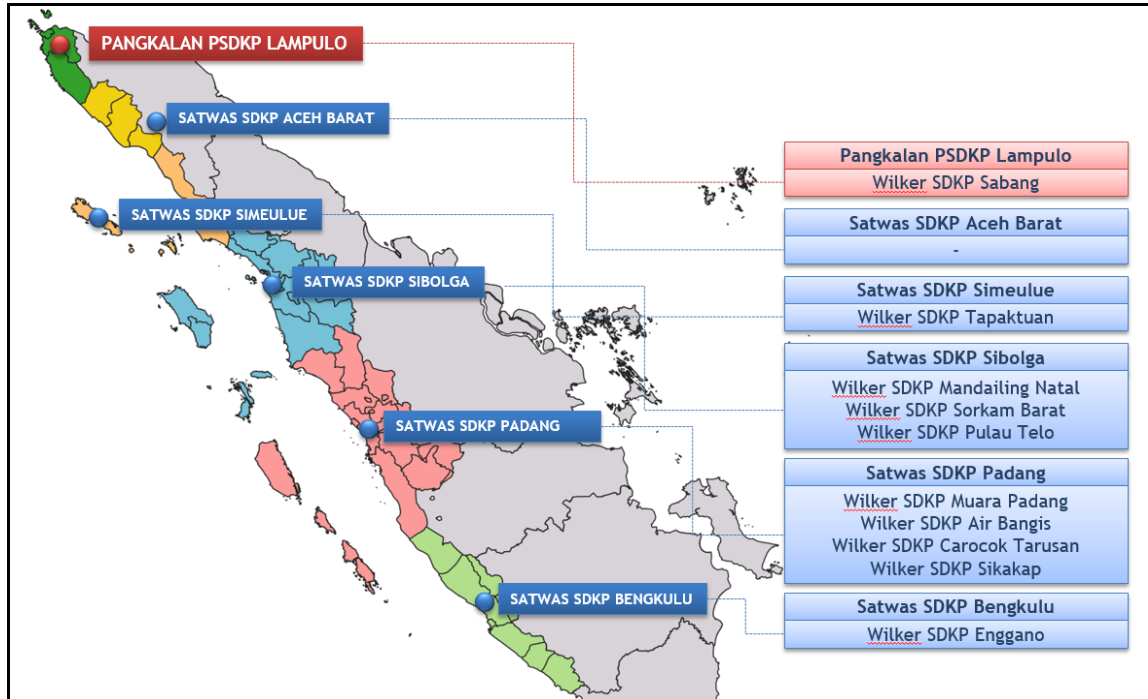 PANGKALAN PSDKP LAMPULO
SATWAS SDKP ACEH BARAT
SATWAS SDKP SIMEULUE
SATWAS SDKP SIBOLGA
SATWAS SDKP PADANG
SATWAS SDKP BENGKULU
Pangkalan PSDKP Lampulo
Wilker SDKP Sabang
Satwas SDKP Aceh Barat
-
Satwas SDKP Simeulue
Wilker SDKP Tapaktuan
Satwas SDKP Sibolga
Wilker SDKP Mandailing Natal
Wilker SDKP Sorkam Barat
Wilker SDKP Pulau Telo
Satwas SDKP Padang
Wilker SDKP Muara Padang
Wilker SDKP Air Bangis
Wilker SDKP Carocok Tarusan
Wilker SDKP Sikakap
Satwas SDKP Bengkulu
Wilker SDKP Enggano